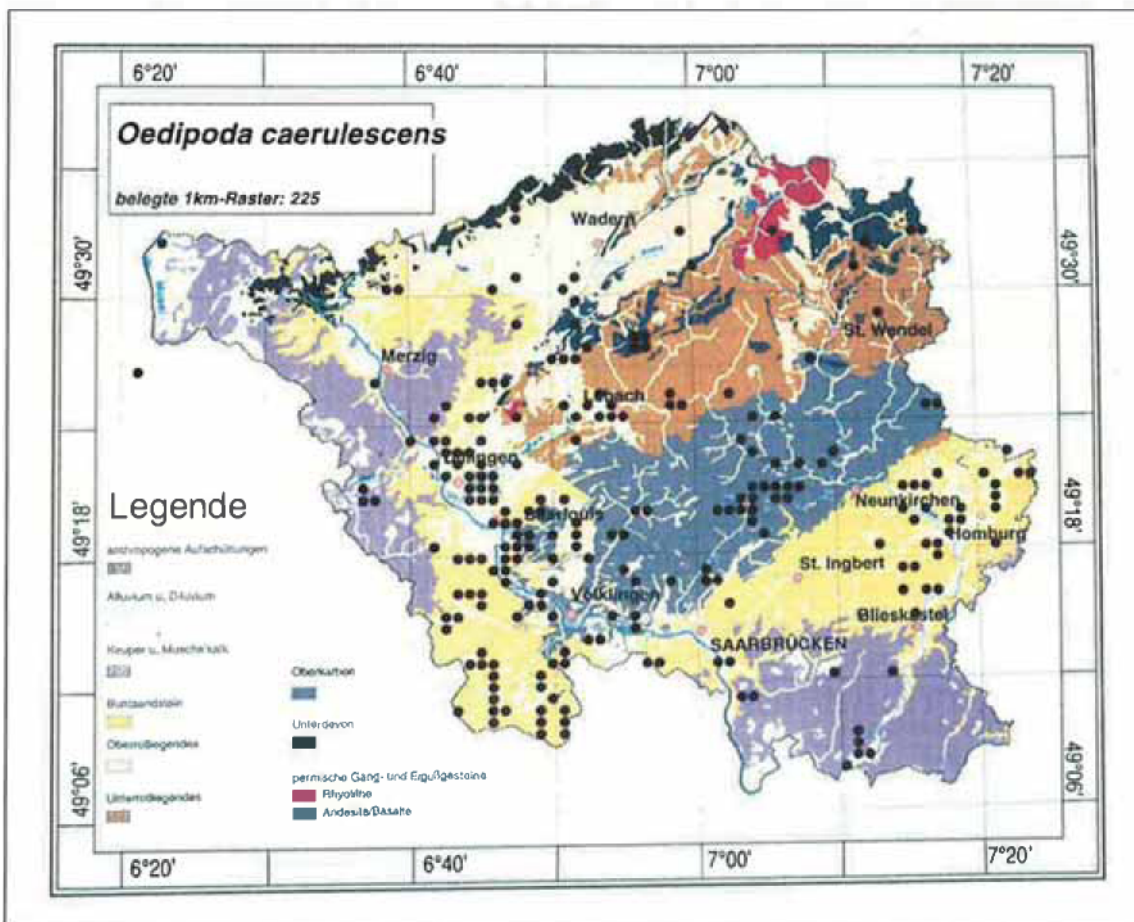 6°20' 6°40' 7°00' 7°20'
Oedipoda caerulescens
belegte 1km-Raster: 225
49°30' 49°30'
Wadern
St. Wendel
Merzig
Lebach
Dillingen
Legende
Neunkirchen
49°18' 49°18'
Saarlouis
Homburg
anthropogene Aufschüttungen
St. Ingbert
Alluvium u. Diluvium
Völklingen
Blieskastel
SAARBRÜCKEN
Keuper u. Muschelkalk
Oberkarbon
Buntsandstein
Unterdevon
Oberrotliegendes
permische Gang- und Ergußgesteine
Rhyolithe
Unterrotliegendes
Andesite/Basalte
49°06' 49°06'
6°20' 6°40' 7°00' 7°20'